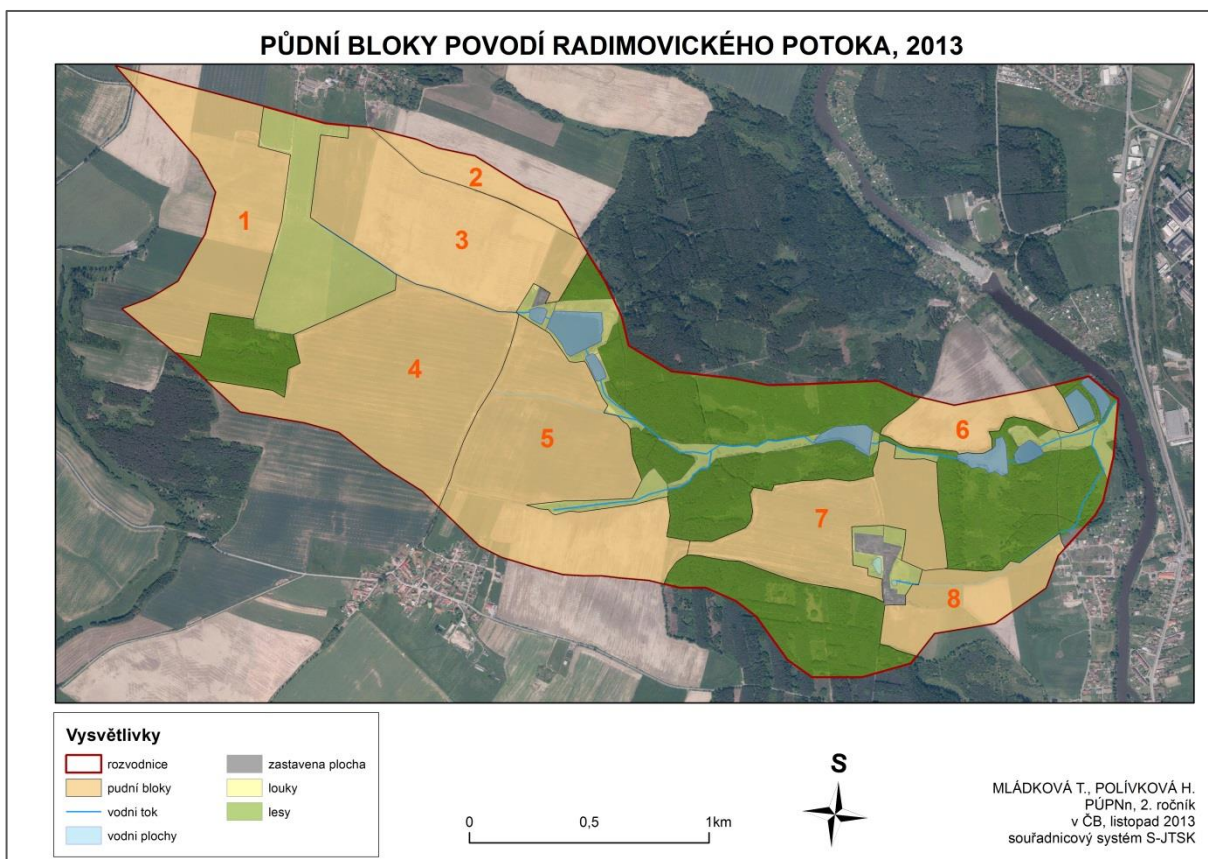 PŮDNÍ BLOKY POVODÍ RADIMOVICKÉHO POTOKA, 2013
1
2
3
4
5
6
7
8
Vysvětlivky
rozvodnice
pudní bloky
vodni tok
vodni plochy
zastavena plocha
louky
lesy
0
0,5
1km
S
MLÁDKOVÁ T., POLÍVKOVÁ H.
PÚPNn, 2. ročník
v ČB, listopad 2013
souřadnicový systém S-JTSK